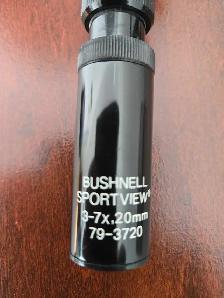 BUSHNELL
SPORTVIEW®
3-7x,20mm
79-3720